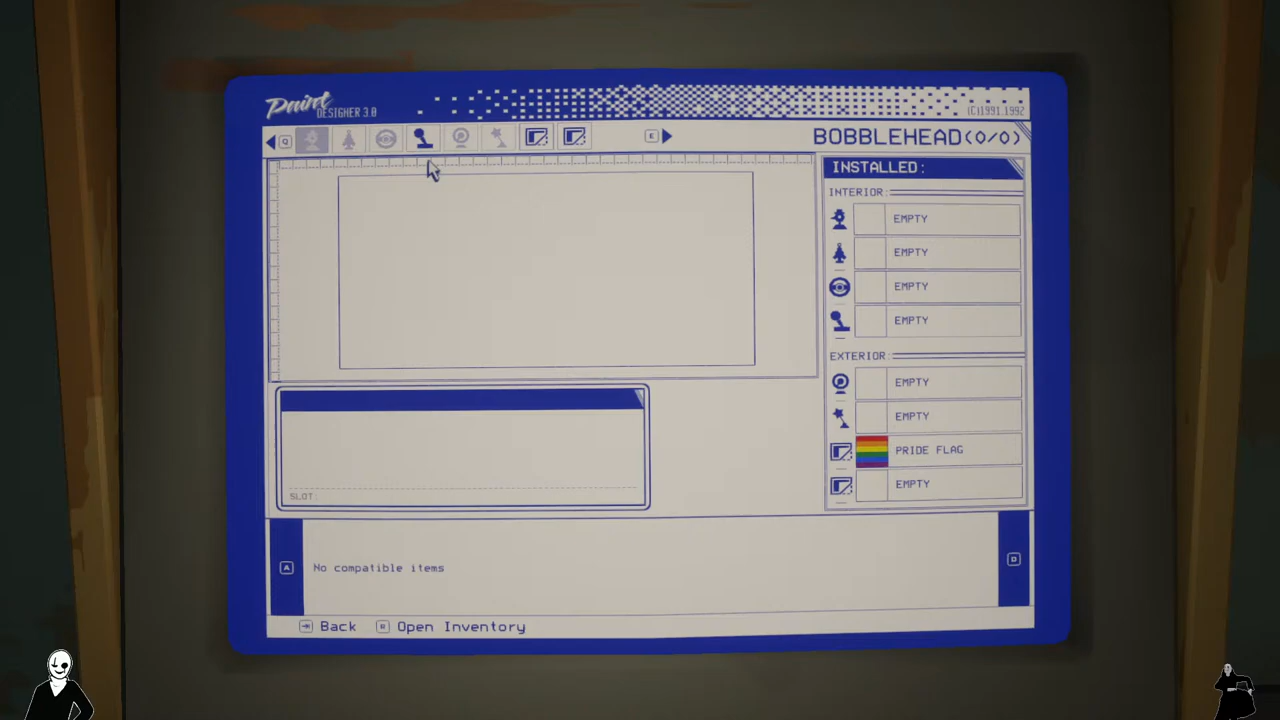 Paint
DESIGNER 3.0
(C)1991.1992
Q
E
BOBBLEHEAD(0/0)
INSTALLED:
INTERIOR:
EMPTY
EMPTY
EMPTY
EMPTY
EXTERIOR:
EMPTY
EMPTY
PRIDE FLAG
EMPTY
SLOT:
A
No compatible items
D
Back
R Open Inventory